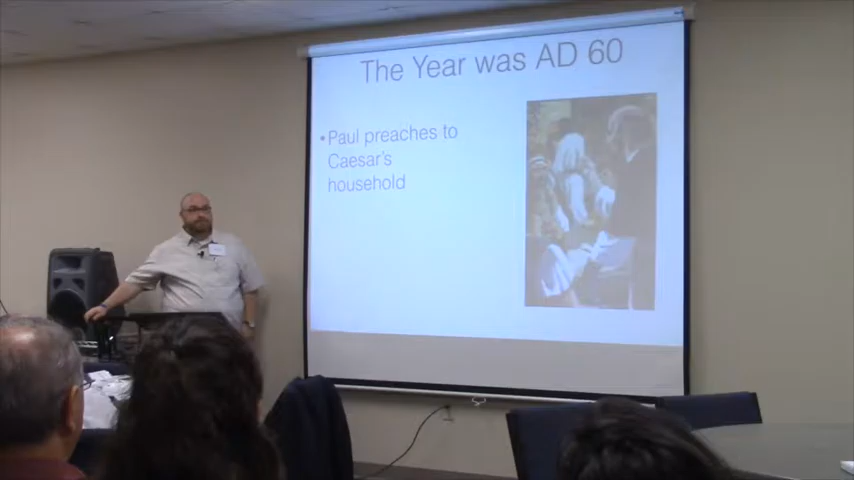 The Year was AD 60
• Paul preaches to
Caesar's
household